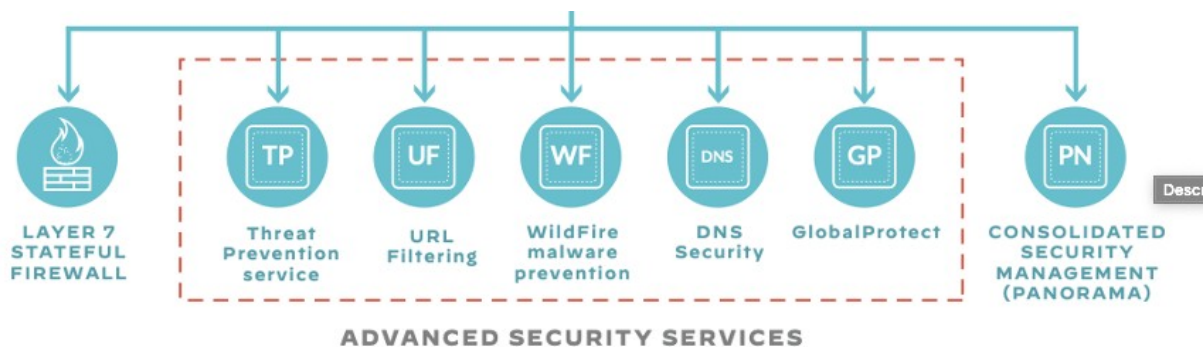 TP
UF
WF
DNS
GP
PN
LAYER 7
STATEFUL
FIREWALL
Threat
Prevention
service
URL
Filtering
WildFire
malware
prevention
DNS
Security
GlobalProtect
CONSOLIDATED
SECURITY
MANAGEMENT
(PANORAMA)
Descr
ADVANCED SECURITY SERVICES